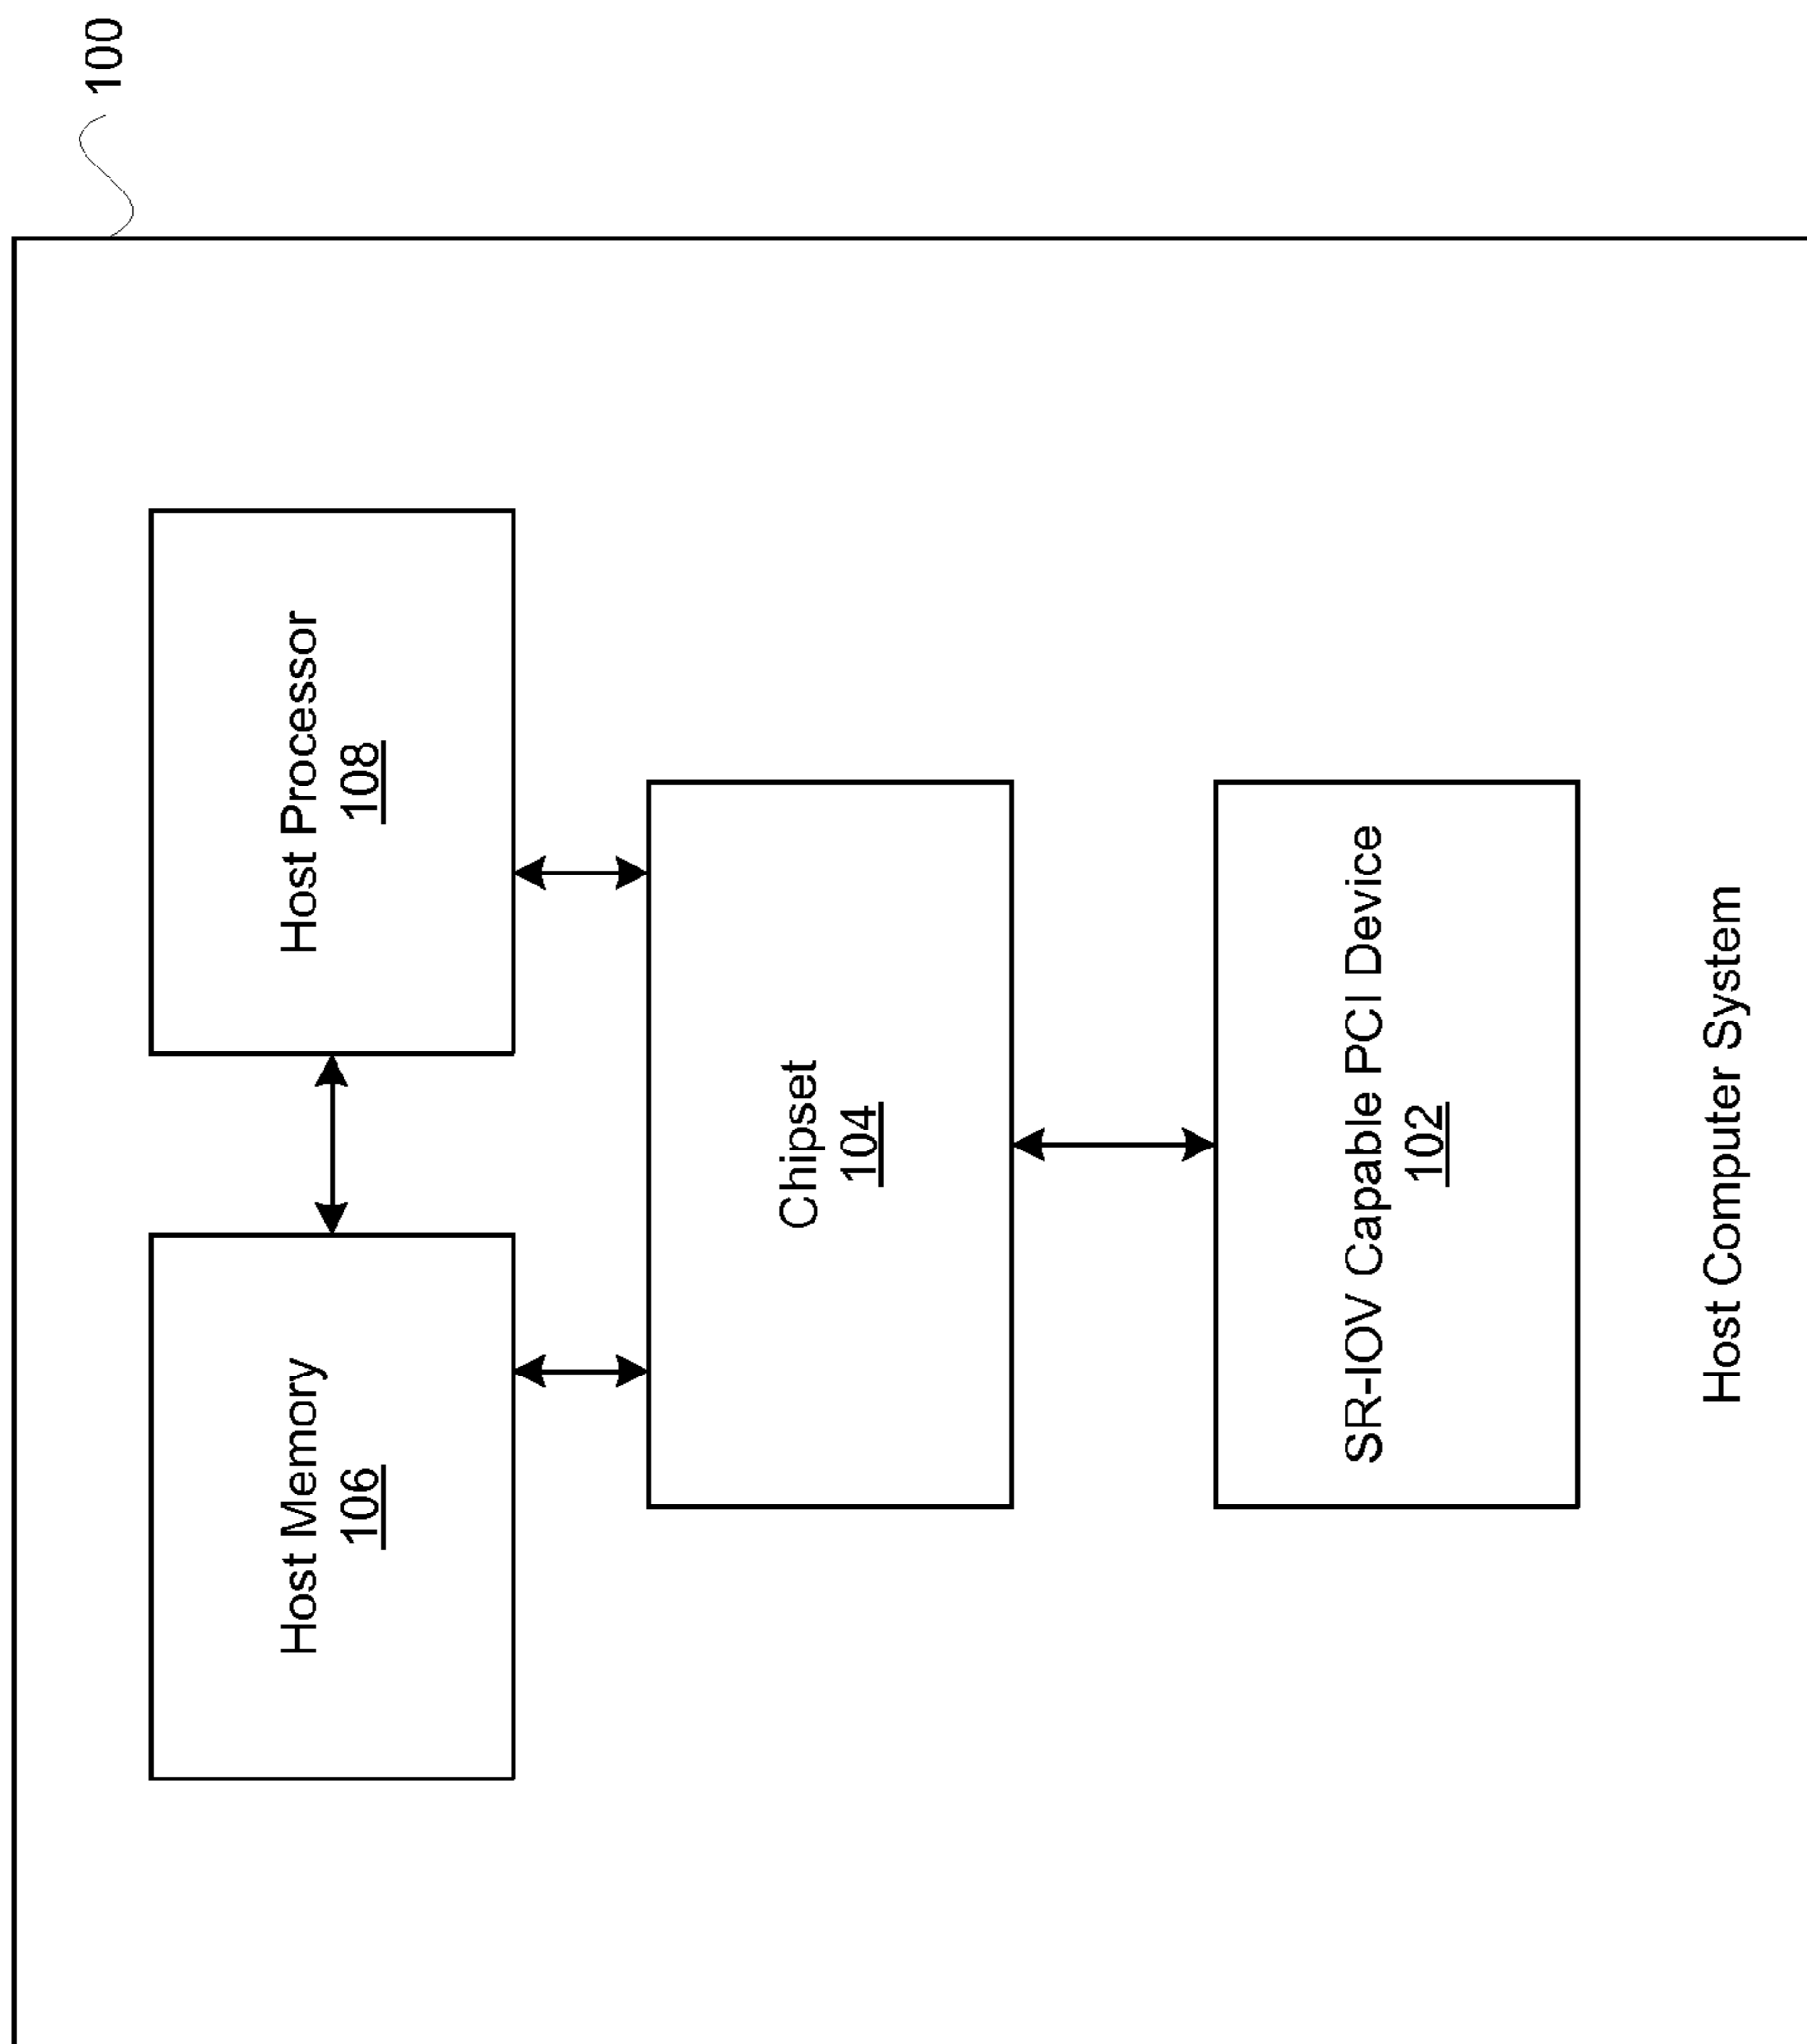 100
Host Memory
106
Host Processor
108
Chipset
104
SR-IOV Capable PCI Device
102
Host Computer System